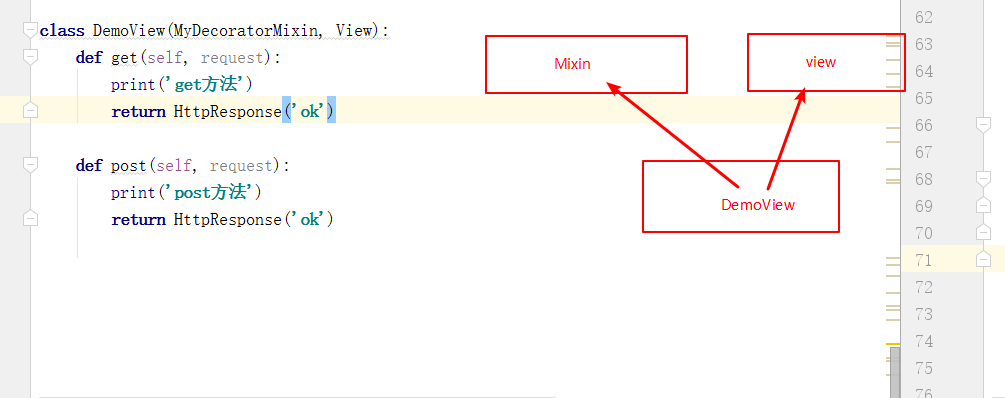 class DemoView(MyDecoratorMixin, View):
def get(self, request):
print('get方法')
return HttpResponse('ok')
def post(self, request):
print('post方法')
return HttpResponse('ok')
Mixin
view
DemoView
62
63
64
65
66
67
68
69
70
71
72
73
74
75
76